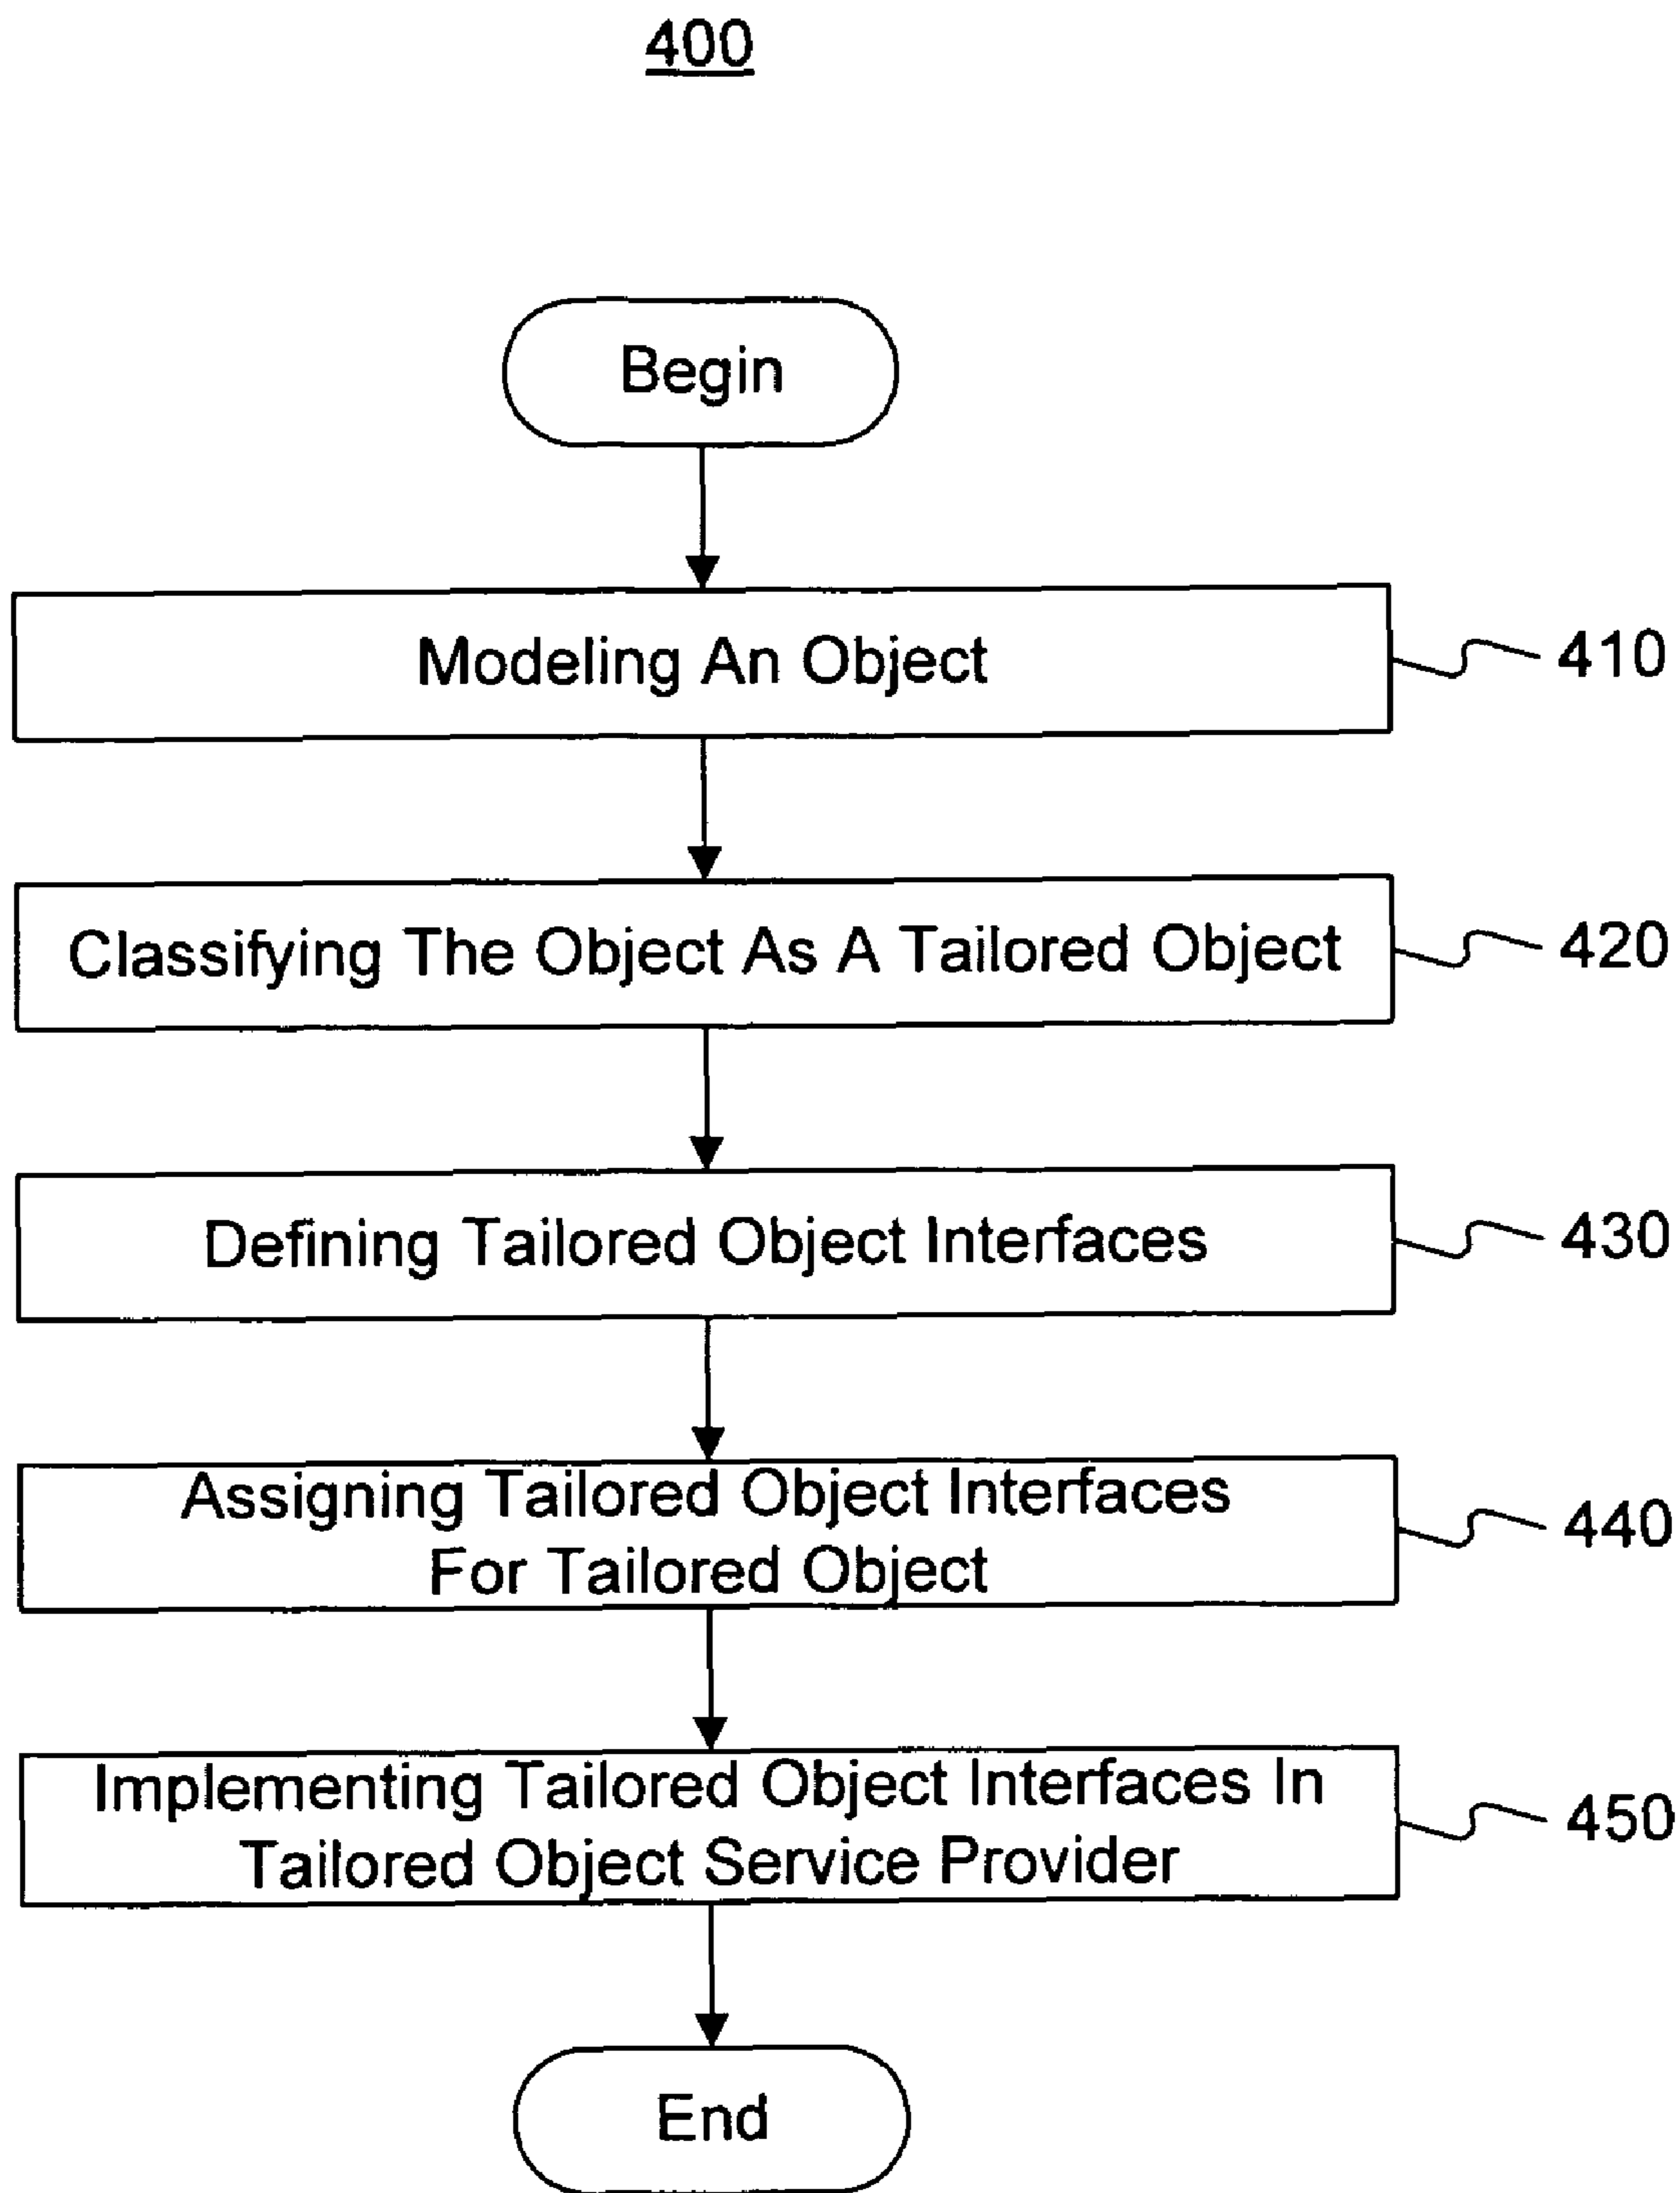 400
Begin
Modeling An Object
410
Classifying The Object As A Tailored Object
420
Defining Tailored Object Interfaces
430
Assigning Tailored Object Interfaces
For Tailored Object
440
Implementing Tailored Object Interfaces In
Tailored Object Service Provider
450
End